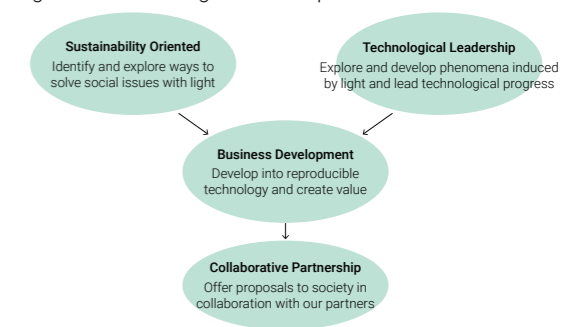 Sustainability Oriented
Identify and explore ways to
solve social issues with light
Technological Leadership
Explore and develop phenomena induced
by light and lead technological progress
Business Development
Develop into reproducible
technology and create value
Collaborative Partnership
Offer proposals to society in
collaboration with our partners